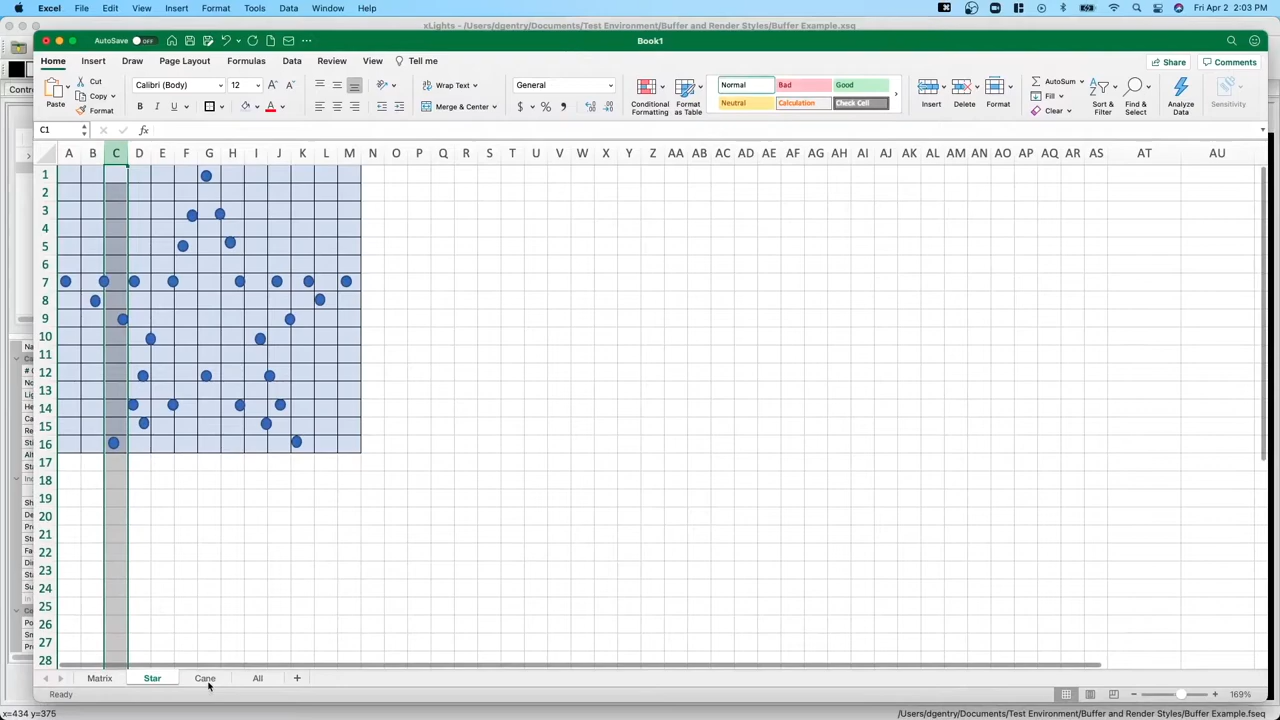 Excel File Edit View Insert Format Tools Data Window Help Fri Apr 2 2:03 PM
xLights - /Users/dgentry/Documents/Test Environment/Buffer and Render Styles/Buffer Example.xsq
AutoSave OFF Book1
Home Insert Draw Page Layout Formulas Data Review View Tell me Share Comments
Paste Cut Copy Calibri (Body) 12 A A Wrap Text General Conditional Formatting Format as Table Normal Bad Good Insert Delete Format AutoSum Fill Clear Sort & Filter Find & Select Analyze Data Sensitivity
B I U A Merge & Center $ % Neutral Calculation Check Cell
C1 fx
A B C D E F G H I J K L M N O P Q R S T U V W X Y Z AA AB AC AD AE AF AG AH AI AJ AK AL AM AN AO AP AQ AR AS AT AU
1
2
3
4
5
6
7
8
9
10
11
12
13
14
15
16
17
18
19
20
21
22
23
24
25
26
27
28
Matrix Star Cane All +
Ready 169%
x=434 y=375 /Users/dgentry/Documents/Test Environment/Buffer and Render Styles/Buffer Example.fseq